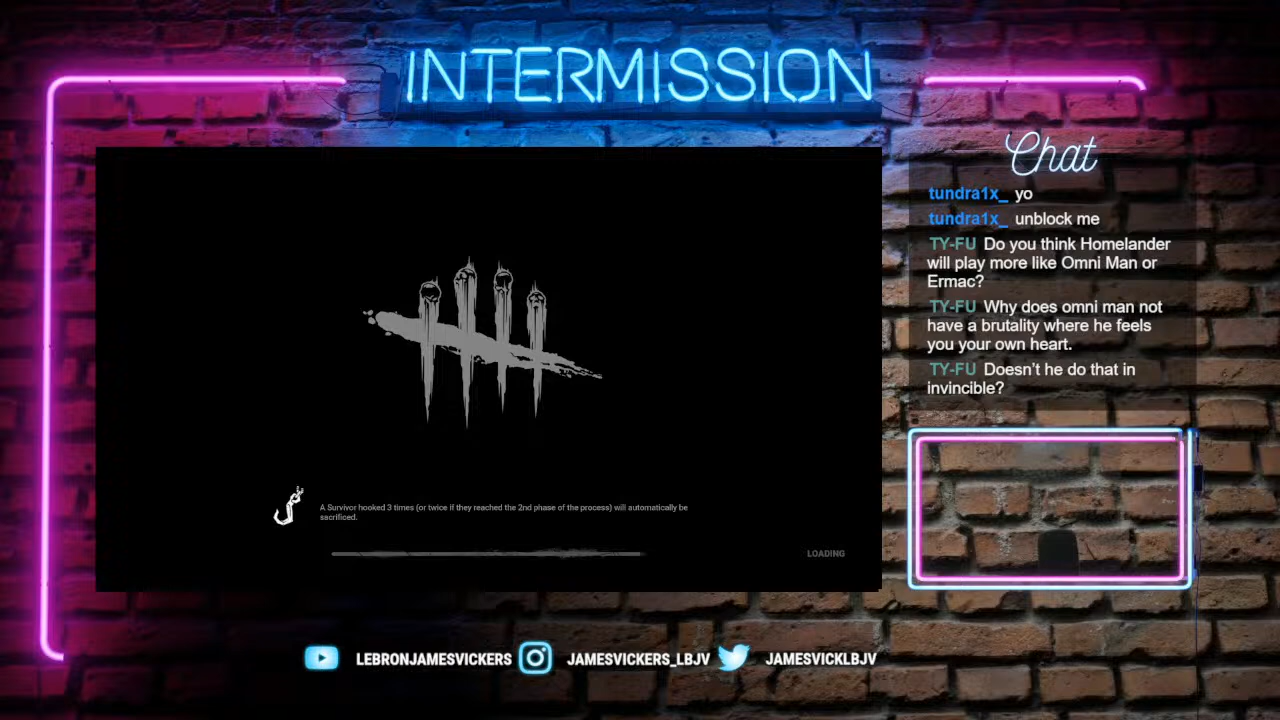 INTERMISSION
Chat
tundra1x_ yo
tundra1x_ unblock me
TY-FU Do you think Homelander
will play more like Omni Man or
Ermac?
TY-FU Why does omni man not
have a brutality where he feels
you your own heart.
TY-FU Doesn't he do that in
invincible?
A Survivor hooked 3 times (or twice if they reached the 2nd phase of the process) will automatically be
sacrificed.
LOADING
LEBRONJAMESVICKERS JAMESVICKERS_LBJV JAMESVICKLBJV